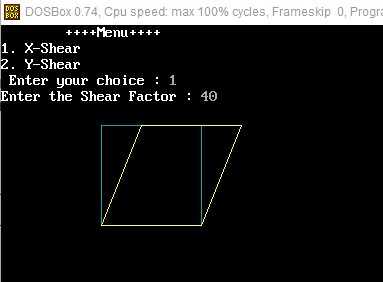 DOS
BOX
DOSBox 0.74, Cpu speed: max 100% cycles, Frameskip 0, Progra
++++Menu++++
1. X-Shear
2. Y-Shear
Enter your choice : 1
Enter the Shear Factor : 40